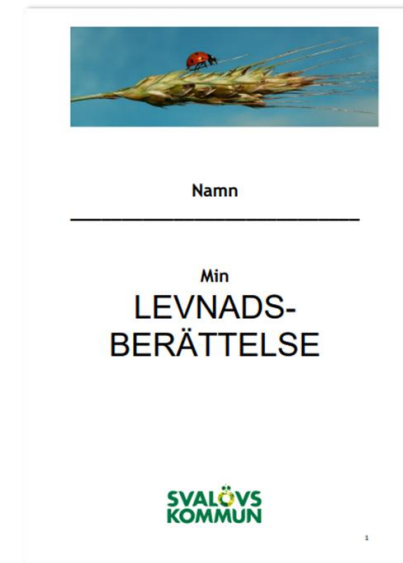 Namn
Min
LEVNADS-
BERÄTTELSE
SVALÖVS
KOMMUN
1